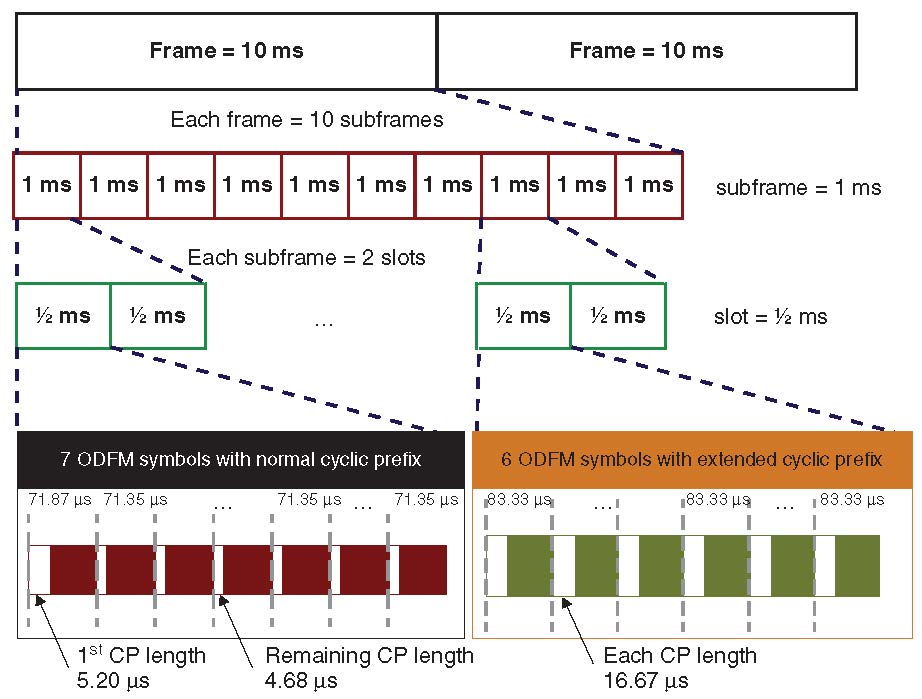 Frame = 10 ms Frame = 10 ms
Each frame = 10 subframes
1 ms 1 ms 1 ms 1 ms 1 ms 1 ms 1 ms 1 ms 1 ms 1 ms subframe = 1 ms
Each subframe = 2 slots
½ ms ½ ms ... ½ ms ½ ms slot = ½ ms
7 ODFM symbols with normal cyclic prefix
71.87 µs 71.35 µs ... 71.35 µs ... 71.35 µs
1st CP length
5.20 µs
Remaining CP length
4.68 µs
6 ODFM symbols with extended cyclic prefix
83.33 µs ... 83.33 µs ... 83.33 µs
Each CP length
16.67 µs